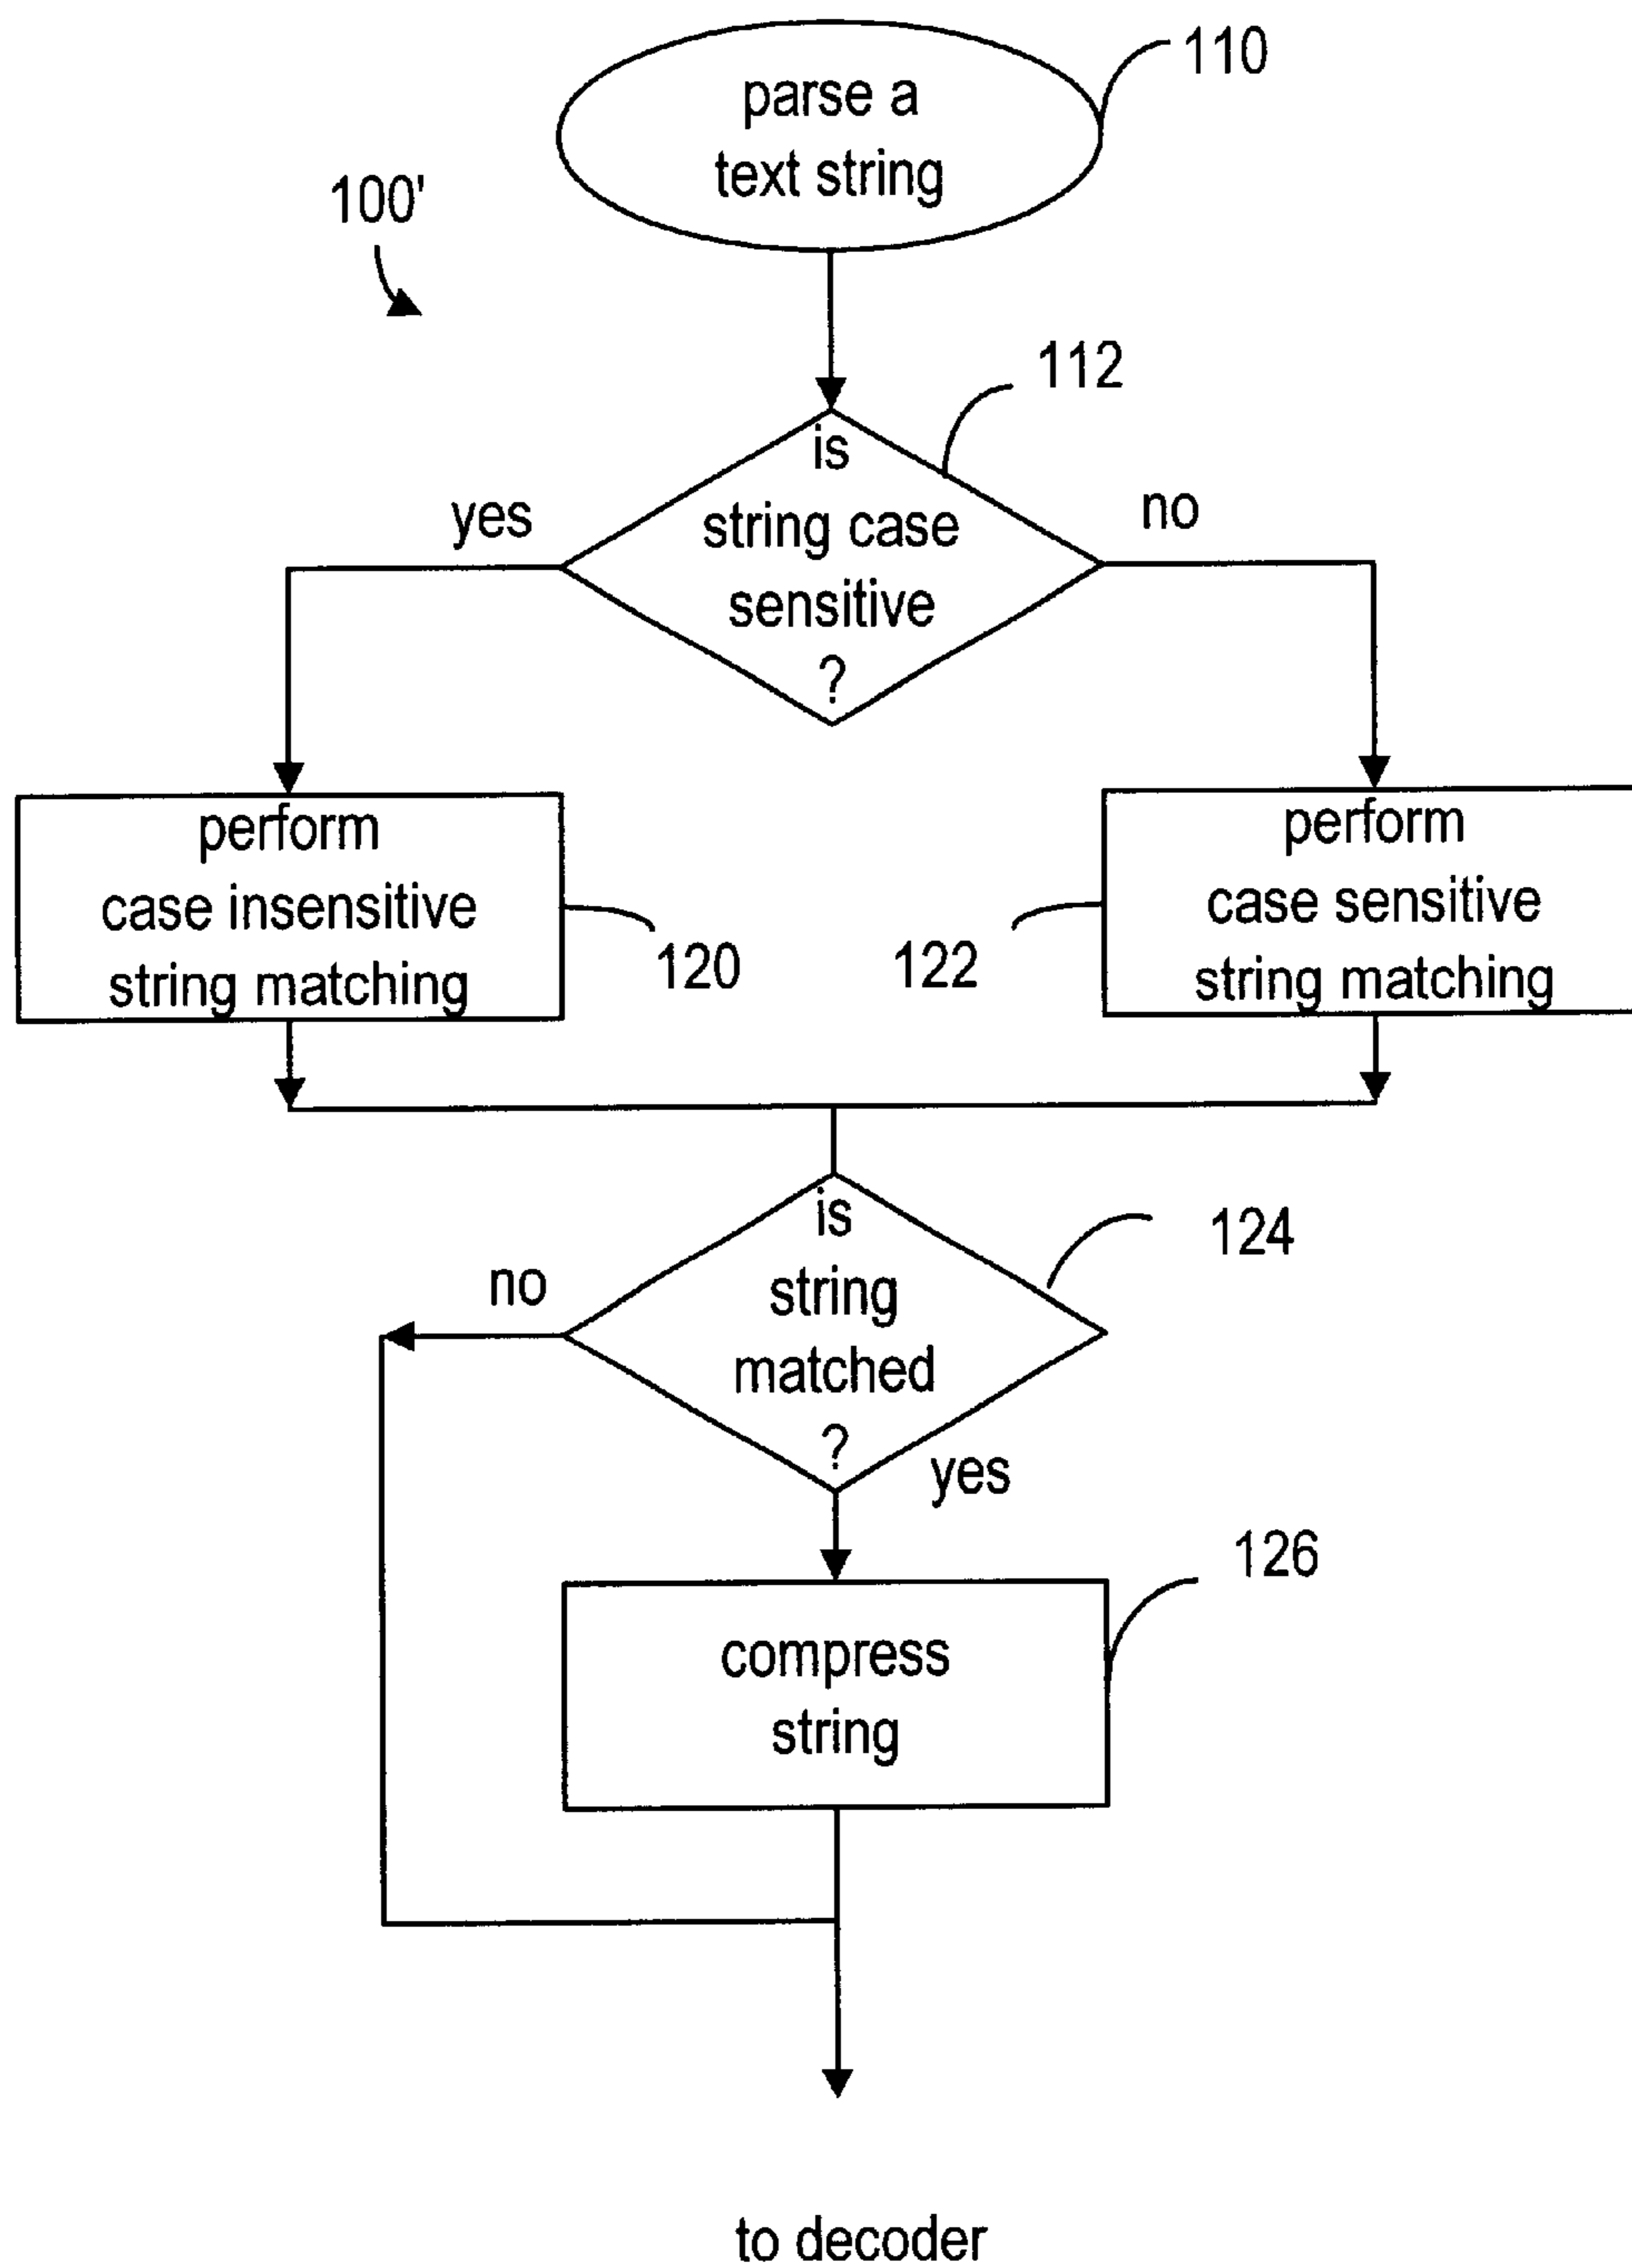 parse a
text string
110
100'
112
is
string case
sensitive
?
yes
no
perform
case insensitive
string matching
120
122
perform
case sensitive
string matching
is
string
matched
?
124
no
yes
126
compress
string
to decoder